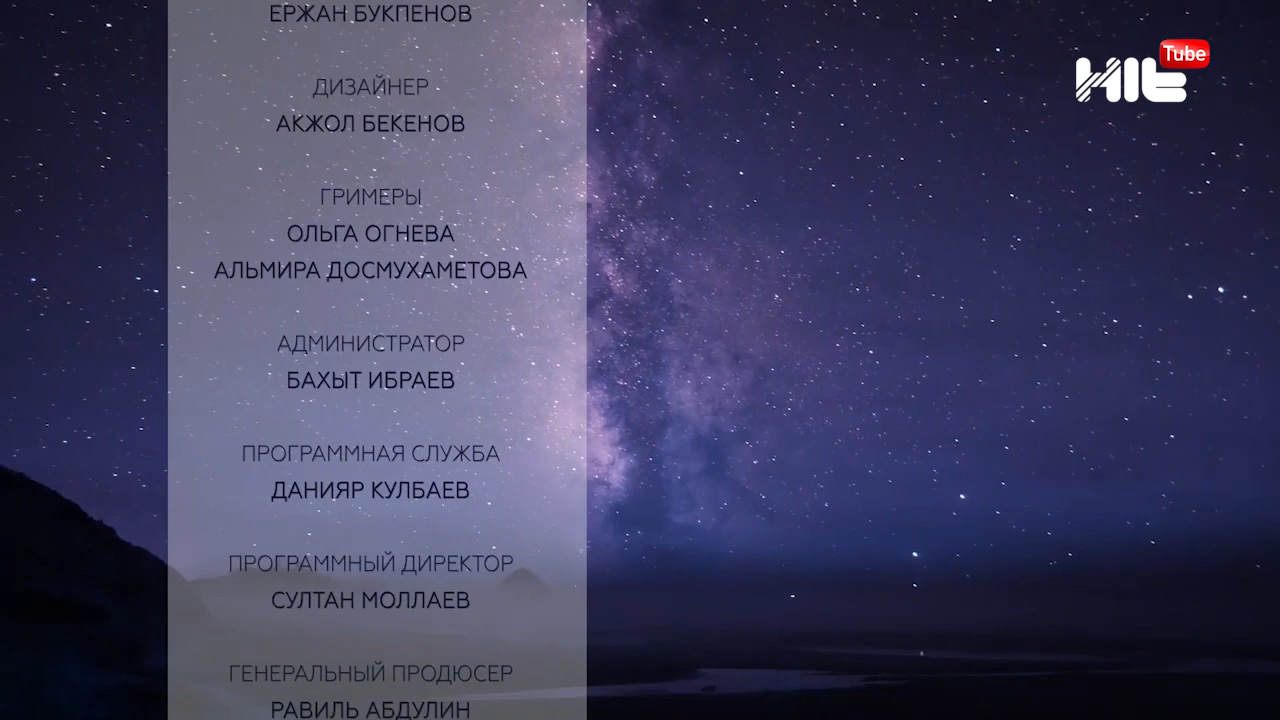 ЕРЖАН БУКПЕНОВ
ДИЗАЙНЕР
АКЖОЛ БЕКЕНОВ
ГРИМЕРЫ
ОЛЬГА ОГНЕВА
АЛЬМИРА ДОСМУХАМЕТОВА
АДМИНИСТРАТОР
БАХЫТ ИБРАЕВ
ПРОГРАММНАЯ СЛУЖБА
ДАНИЯР КУЛБАЕВ
ПРОГРАММНЫЙ ДИРЕКТОР
СУЛТАН МОЛЛАЕВ
ГЕНЕРАЛЬНЫЙ ПРОДЮСЕР
РАВИЛЬ АБДУЛИН
Hit Tube